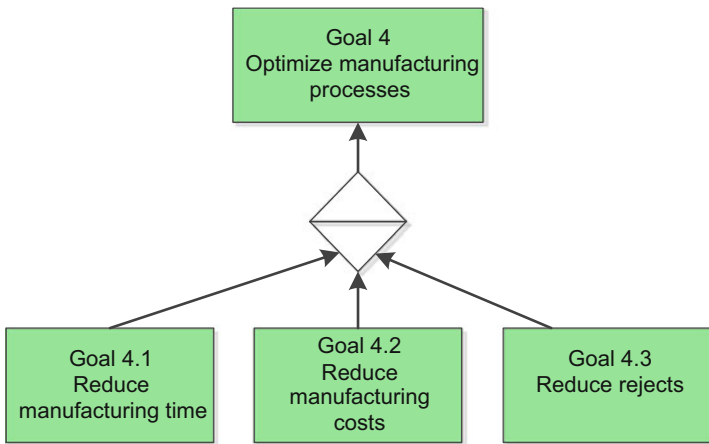 Goal 4
Optimize manufacturing
processes
Goal 4.1
Reduce
manufacturing time
Goal 4.2
Reduce
manufacturing
costs
Goal 4.3
Reduce rejects